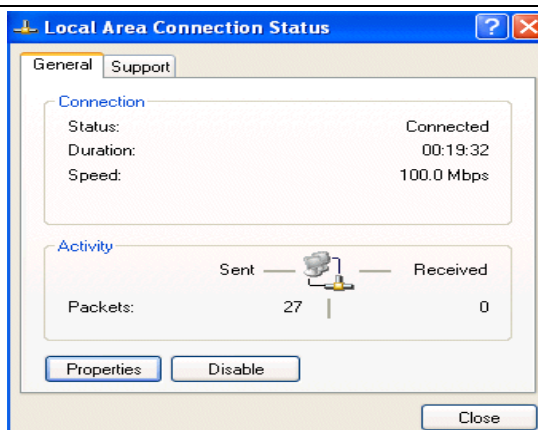 Local Area Connection Status
General Support
Connection
Status: Connected
Duration: 00:19:32
Speed: 100.0 Mbps
Activity
Sent Received
Packets: 27 0
Properties Disable
Close